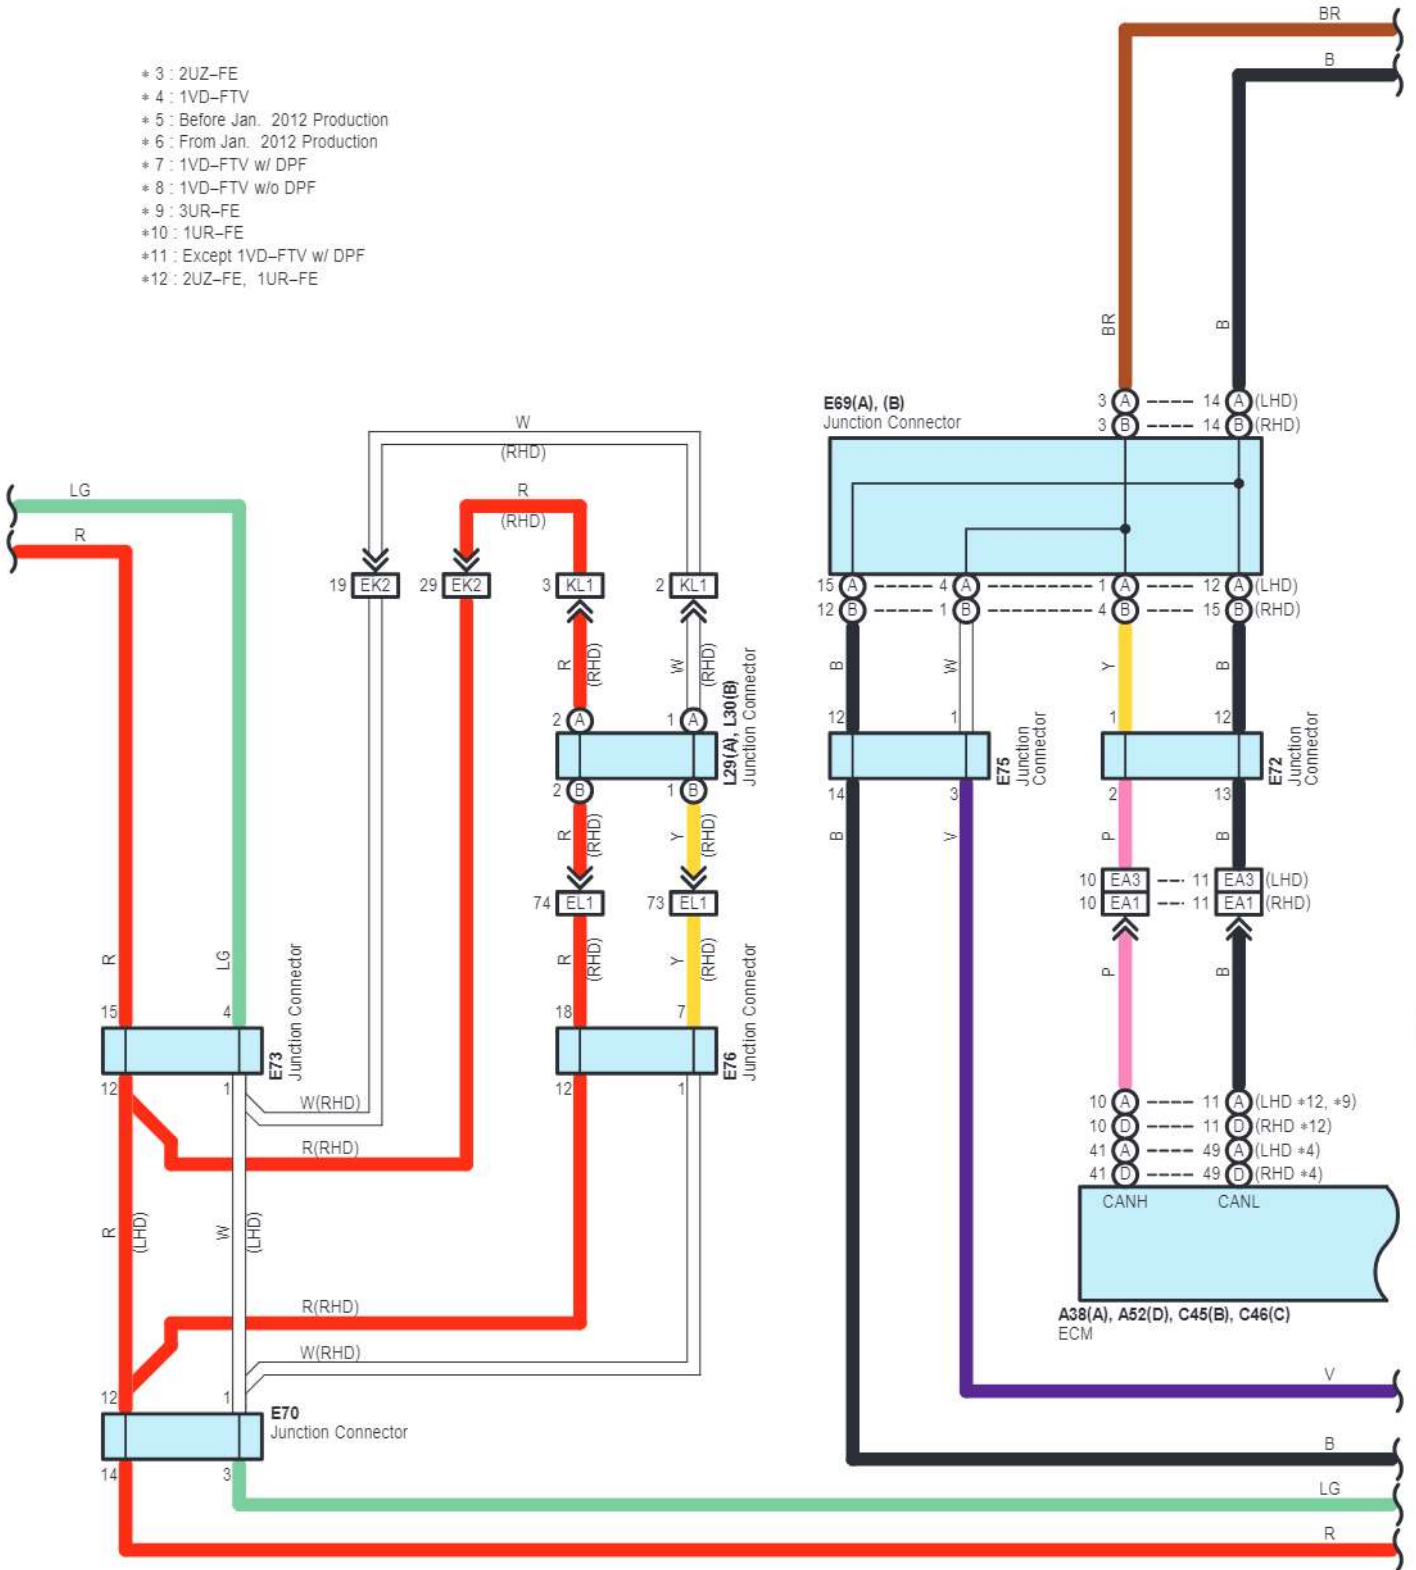 BR
B
* 3 : 2UZ–FE
* 4 : 1VD–FTV
* 5 : Before Jan. 2012 Production
* 6 : From Jan. 2012 Production
* 7 : 1VD–FTV w/ DPF
* 8 : 1VD–FTV w/o DPF
* 9 : 3UR–FE
*10 : 1UR–FE
*11 : Except 1VD–FTV w/ DPF
*12 : 2UZ–FE, 1UR–FE
BR B
E69(A), (B)
Junction Connector
3 A 14 A (LHD)
3 B 14 B (RHD)
W
(RHD)
LG
R
R
(RHD)
19 EK2 29 EK2 3 KL1 2 KL1
15 A 4 A 1 A 12 A (LHD)
12 B 1 B 4 B 15 B (RHD)
R (RHD) W (RHD)
B W Y B
2 A 1 A
L29(A), L30(B)
Junction Connector
2 B 1 B
12 1 1 12
E75
Junction
Connector
E72
Junction
Connector
14 3 2 13
R (RHD) Y (RHD)
B V P B
10 EA3 11 EA3 (LHD)
10 EA1 11 EA1 (RHD)
74 EL1 73 EL1
R LG
R (RHD) Y (RHD)
P B
15 4
18 7
E73
Junction Connector
E76
Junction Connector
12 1
12 1
W(RHD)
R(RHD)
10 A 11 A (LHD *12, *9)
10 D 11 D (RHD *12)
41 A 49 A (LHD *4)
41 D 49 D (RHD *4)
CANH CANL
R (LHD) W (LHD)
R(RHD)
W(RHD)
A38(A), A52(D), C45(B), C46(C)
ECM
12 1
E70
Junction Connector
14 3
V
B
LG
R